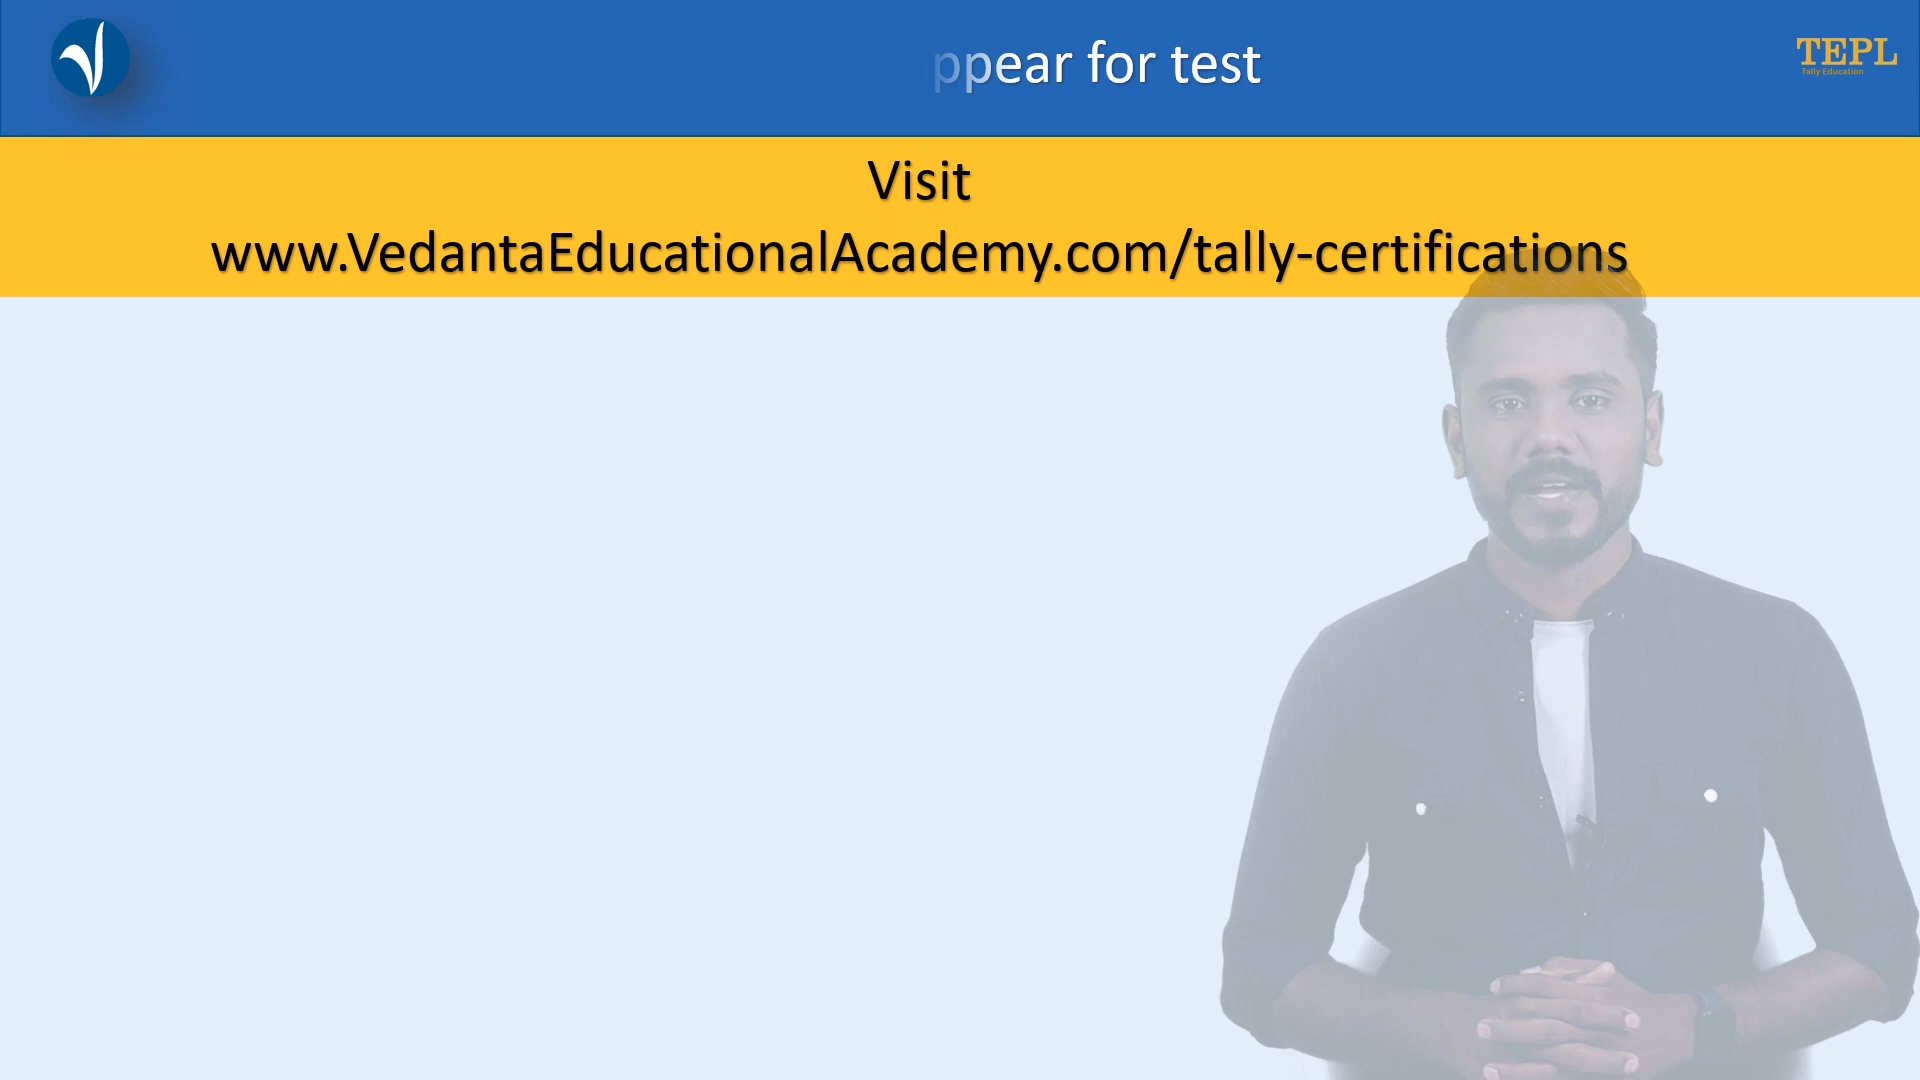 ppear for test
TEPL
Tally Education
Visit
www.VedantaEducationalAcademy.com/tally-certifications